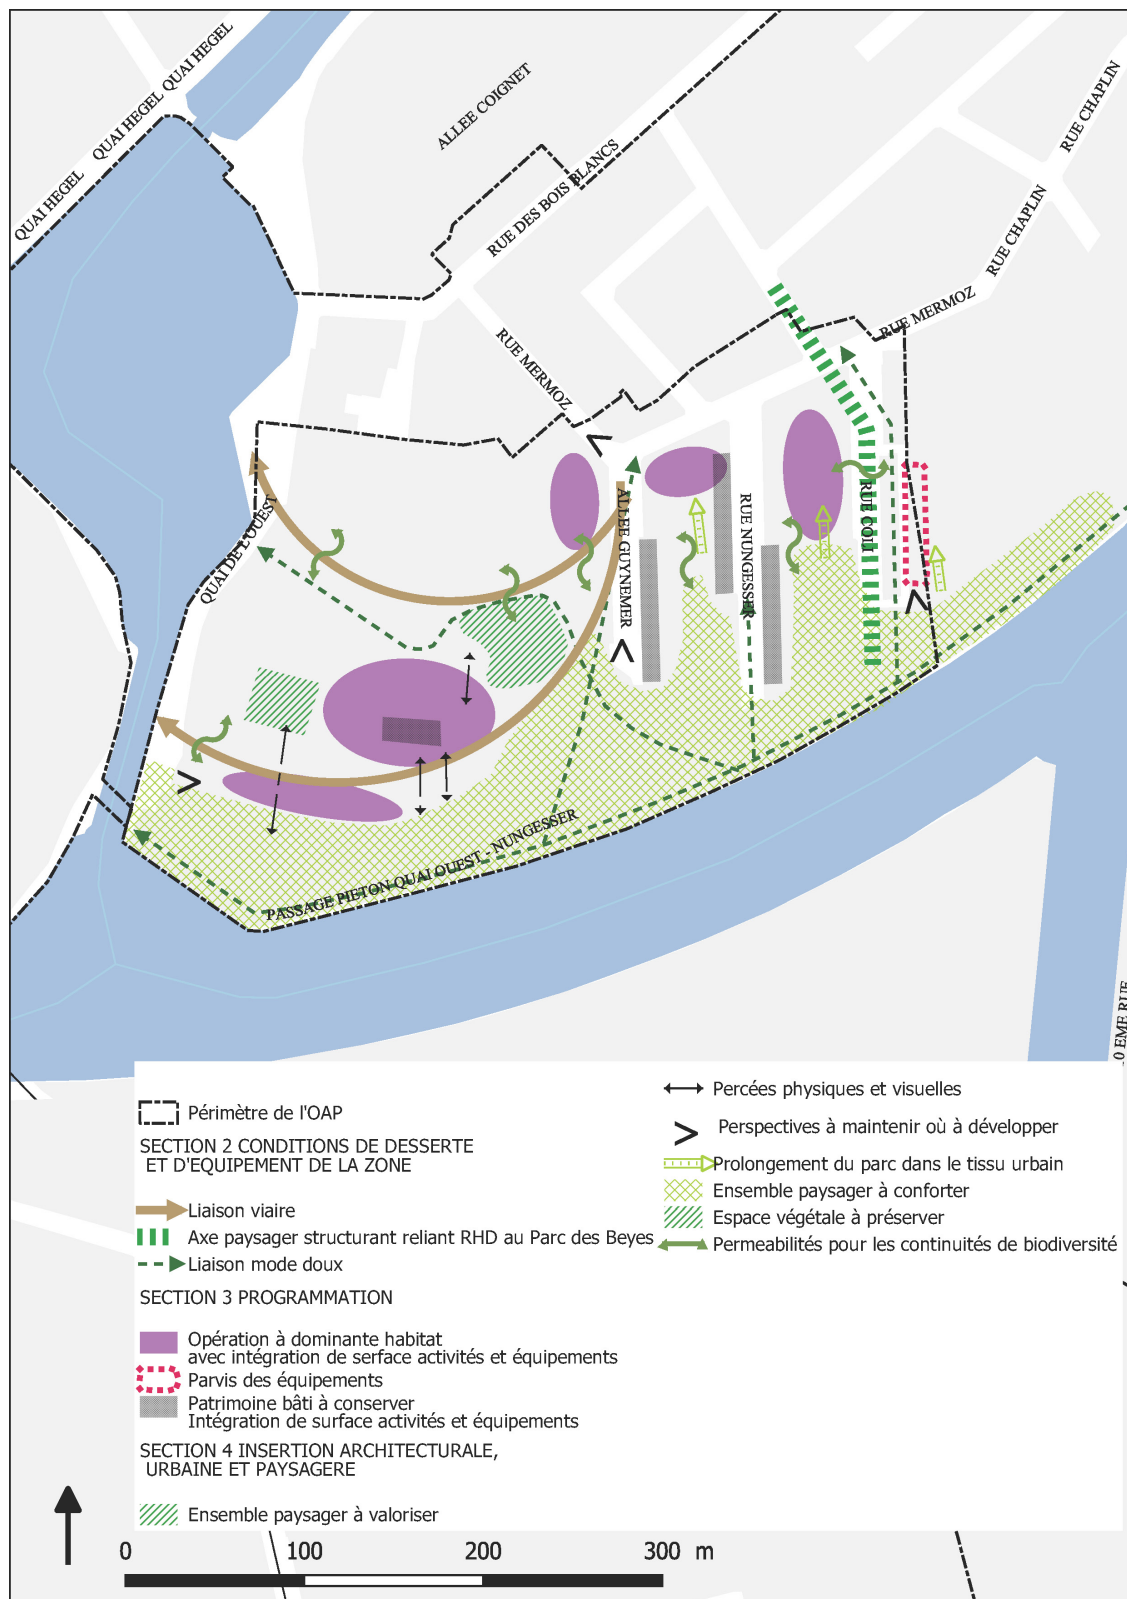 QUAI HEGEL
QUAI HEGEL
QUAI HEGEL
ALLEE COIGNET
RUE DES BOIS BLANCS
RUE CHAPLIN
RUE CHAPLIN
RUE MERMOZ
RUE MERMOZ
QUAI DE L'OUEST
ALLEE GUYNEMER
RUE NUNGESSER
RUE COLI
PASSAGE PIETON QUAI OUEST - NUNGESSER
0 EME RUE
Périmètre de l'OAP
SECTION 2 CONDITIONS DE DESSERTE
ET D'EQUIPEMENT DE LA ZONE
Liaison viaire
Axe paysager structurant reliant RHD au Parc des Beyes
Liaison mode doux
SECTION 3 PROGRAMMATION
Opération à dominante habitat
avec intégration de serface activités et équipements
Parvis des équipements
Patrimoine bâti à conserver
Intégration de surface activités et équipements
SECTION 4 INSERTION ARCHITECTURALE,
URBAINE ET PAYSAGERE
Ensemble paysager à valoriser
Percées physiques et visuelles
Perspectives à maintenir où à développer
Prolongement du parc dans le tissu urbain
Ensemble paysager à conforter
Espace végétale à préserver
Permeabilités pour les continuités de biodiversité
0 100 200 300 m